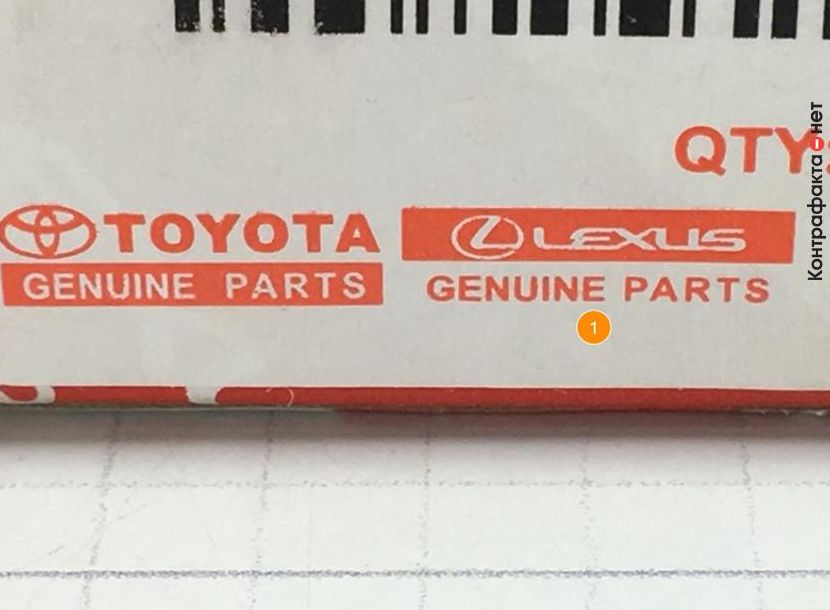 QTY:
TOYOTA
GENUINE PARTS
LEXUS
GENUINE PARTS
1
Контрафакта нет